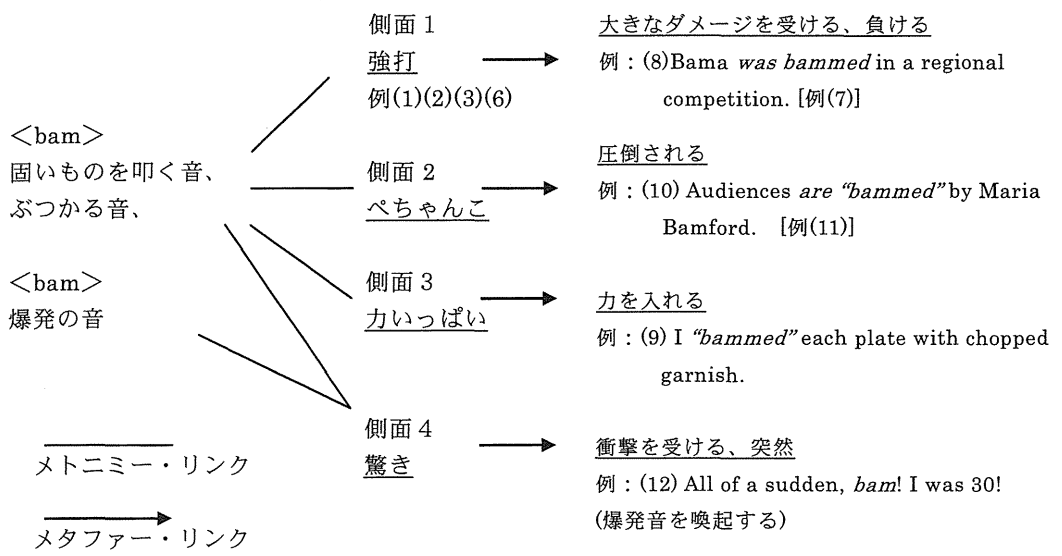 側面１
強打
例(1)(2)(3)(6)
大きなダメージを受ける、負ける
例：(8)Bama was bammed in a regional
competition. [例(7)]
＜bam＞
固いものを叩く音、
ぶつかる音、
側面２
ぺちゃんこ
圧倒される
例：(10) Audiences are “bammed” by Maria
Bamford. [例(11)]
＜bam＞
爆発の音
側面３
力いっぱい
力を入れる
例：(9) I “bammed” each plate with chopped
garnish.
側面４
驚き
衝撃を受ける、突然
例：(12) All of a sudden, bam! I was 30!
(爆発音を喚起する)
メトニミー・リンク
メタファー・リンク